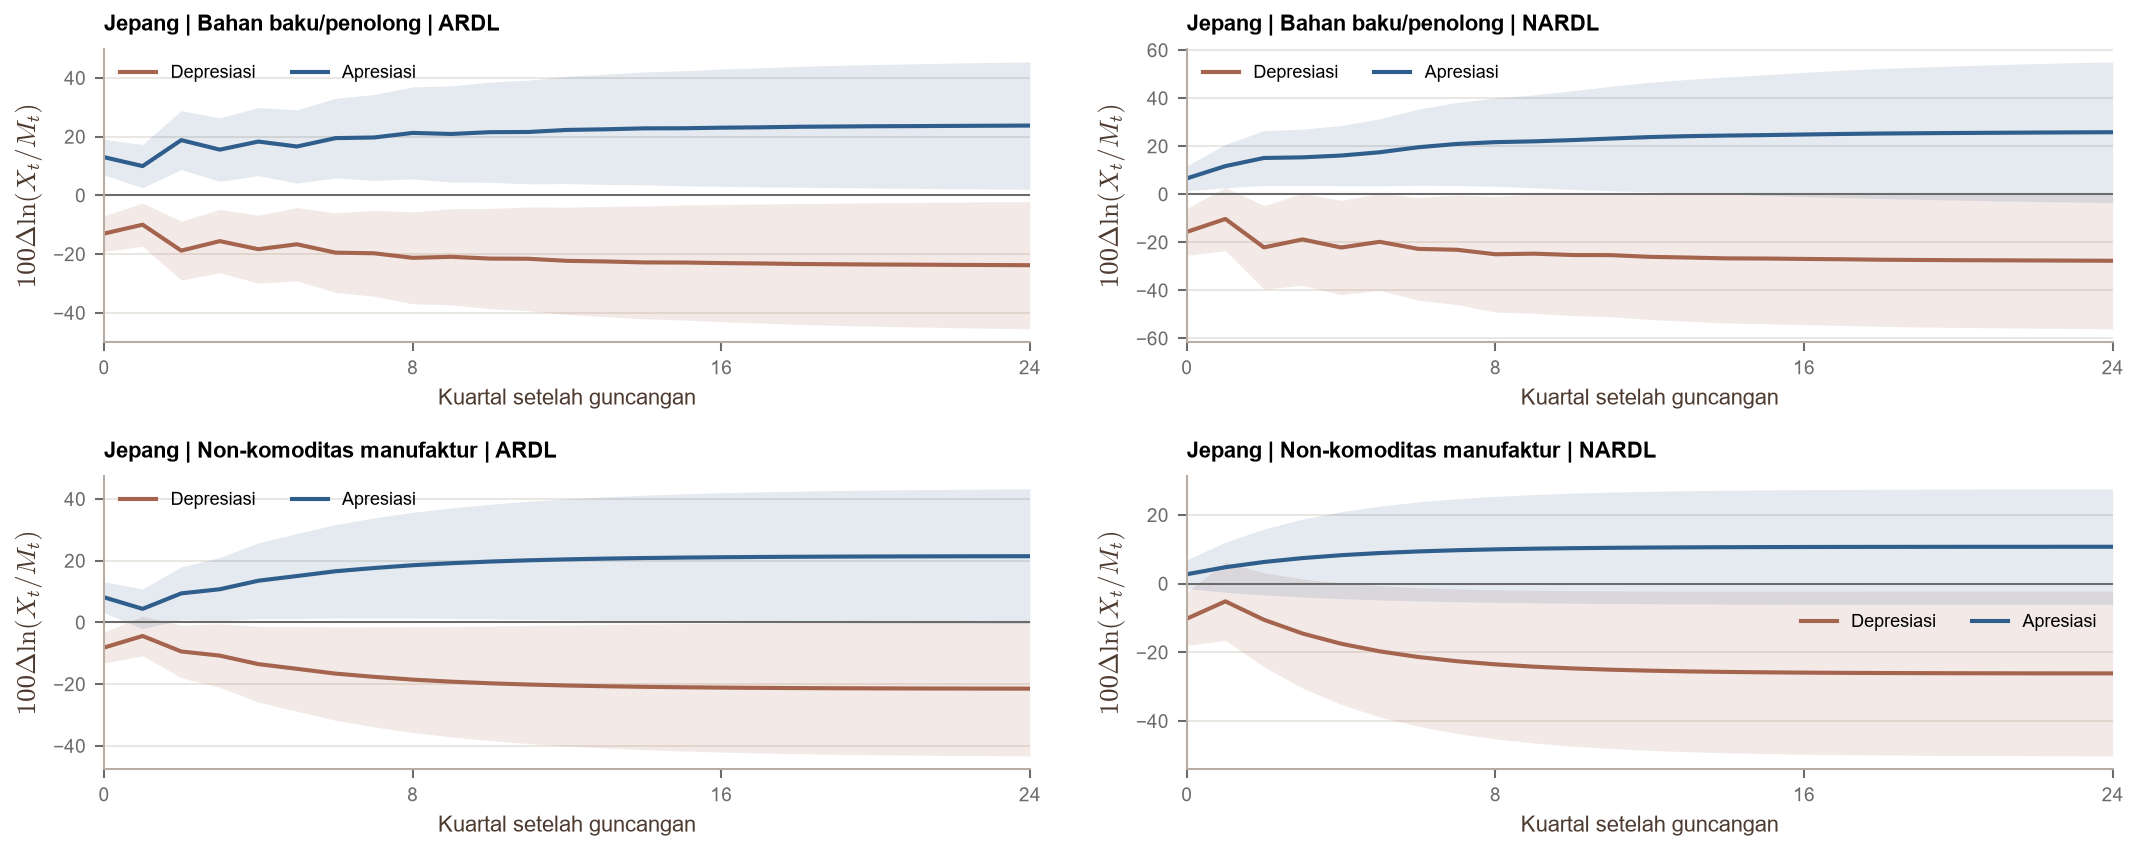 Jepang | Bahan baku/penolong | ARDL
Depresiasi Apresiasi
40
20
0
−20
−40
100Δln(X_t/M_t)
0 8 16 24
Kuartal setelah guncangan
Jepang | Bahan baku/penolong | NARDL
Depresiasi Apresiasi
60
40
20
0
−20
−40
−60
100Δln(X_t/M_t)
0 8 16 24
Kuartal setelah guncangan
Jepang | Non-komoditas manufaktur | ARDL
Depresiasi Apresiasi
40
20
0
−20
−40
100Δln(X_t/M_t)
0 8 16 24
Kuartal setelah guncangan
Jepang | Non-komoditas manufaktur | NARDL
20
0
−20
−40
100Δln(X_t/M_t)
Depresiasi Apresiasi
0 8 16 24
Kuartal setelah guncangan